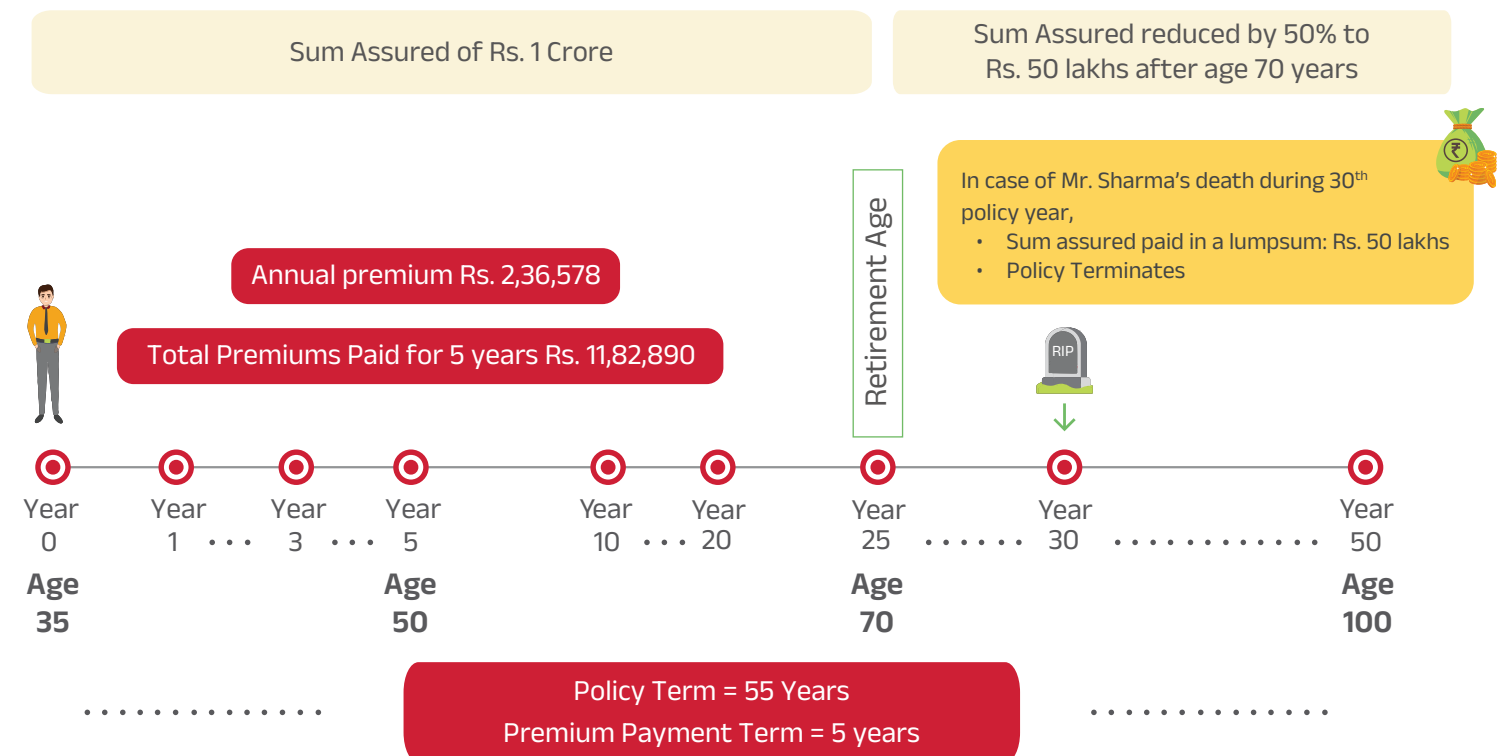 Sum Assured of Rs. 1 Crore
Sum Assured reduced by 50% to
Rs. 50 lakhs after age 70 years
₹
In case of Mr. Sharma’s death during 30th
policy year,
• Sum assured paid in a lumpsum: Rs. 50 lakhs
• Policy Terminates
Retirement Age
Annual premium Rs. 2,36,578
Total Premiums Paid for 5 years Rs. 11,82,890
RIP
Year Year Year Year Year Year Year Year Year
0 1 • • • 3 • • • 5 10 • • • 20 25 • • • • • • 30 • • • • • • • • • • • • 50
Age Age Age Age
35 50 70 100
Policy Term = 55 Years
Premium Payment Term = 5 years